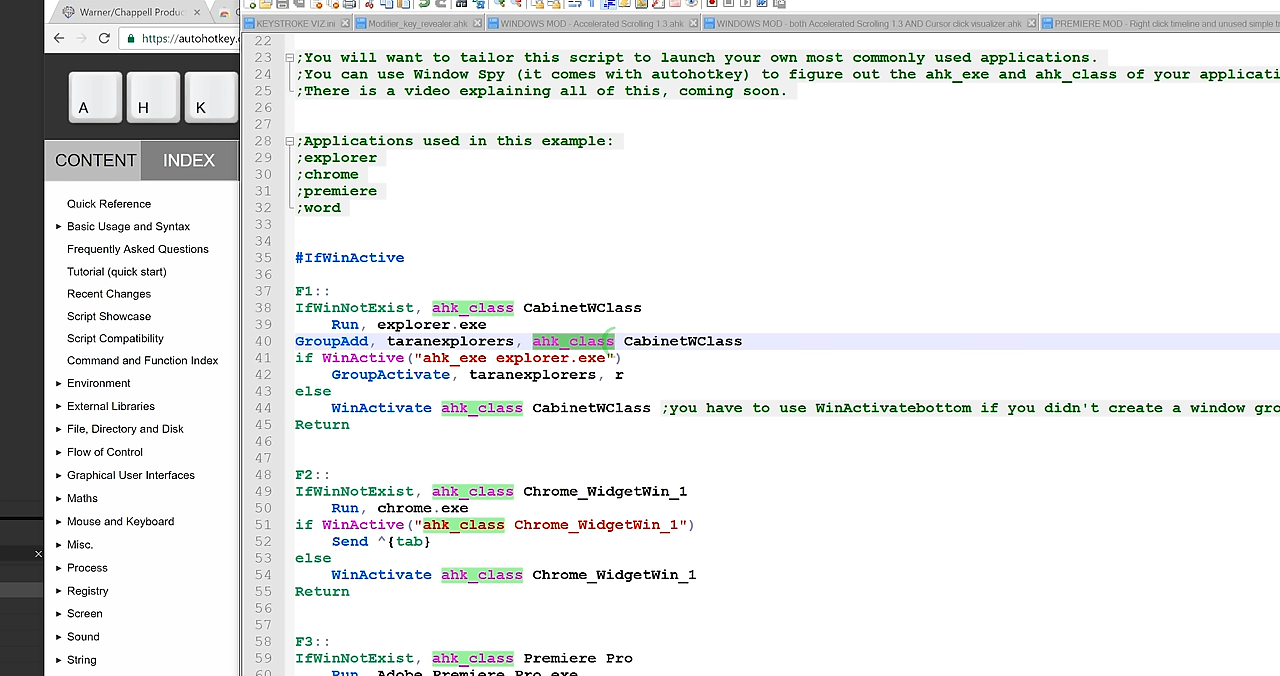 Warner/Chappell Produc
https://autohotkey.c
A H K
CONTENT INDEX
Quick Reference
Basic Usage and Syntax
Frequently Asked Questions
Tutorial (quick start)
Recent Changes
Script Showcase
Script Compatibility
Command and Function Index
Environment
External Libraries
File, Directory and Disk
Flow of Control
Graphical User Interfaces
Maths
Mouse and Keyboard
Misc.
Process
Registry
Screen
Sound
String
KEYSTROKE VIZ.ini
Modifier_key_revealer.ahk
WINDOWS MOD - Accelerated Scrolling 1.3.ahk
WINDOWS MOD - both Accelerated Scrolling 1.3 AND Cursor click visualizer.ahk
PREMIERE MOD - Right click timeline and unused simple tr
22
23 ;You will want to tailor this script to launch your own most commonly used applications.
24 ;You can use Window Spy (it comes with autohotkey) to figure out the ahk_exe and ahk_class of your applicati
25 ;There is a video explaining all of this, coming soon.
26
27
28 ;Applications used in this example:
29 ;explorer
30 ;chrome
31 ;premiere
32 ;word
33
34
35 #IfWinActive
36
37 F1::
38 IfWinNotExist, ahk_class CabinetWClass
39 Run, explorer.exe
40 GroupAdd, taranexplorers, ahk_class CabinetWClass
41 if WinActive("ahk_exe explorer.exe")
42 GroupActivate, taranexplorers, r
43 else
44 WinActivate ahk_class CabinetWClass ;you have to use WinActivatebottom if you didn't create a window gro
45 Return
46
47
48 F2::
49 IfWinNotExist, ahk_class Chrome_WidgetWin_1
50 Run, chrome.exe
51 if WinActive("ahk_class Chrome_WidgetWin_1")
52 Send ^{tab}
53 else
54 WinActivate ahk_class Chrome_WidgetWin_1
55 Return
56
57
58 F3::
59 IfWinNotExist, ahk_class Premiere Pro
60 Run, Adobe Premiere Pro.exe